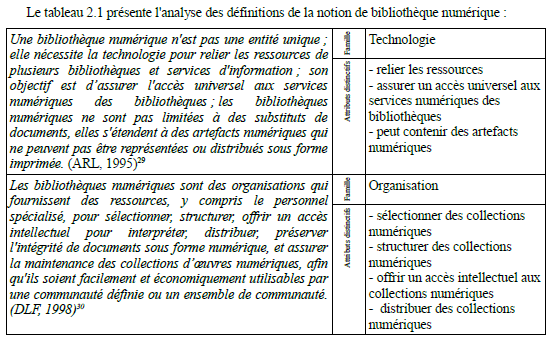 Le tableau 2.1 présente l'analyse des définitions de la notion de bibliothèque numérique :
Une bibliothèque numérique n'est pas une entité unique ;
elle nécessite la technologie pour relier les ressources de
plusieurs bibliothèques et services d'information ; son
objectif est d'assurer l'accès universel aux services
numériques des bibliothèques ; les bibliothèques
numériques ne sont pas limitées à des substituts de
documents, elles s'étendent à des artefacts numériques qui
ne peuvent pas être représentées ou distribués sous forme
imprimée. (ARL, 1995)29
Famille
Technologie
Attributs distinctifs
- relier les ressources
- assurer un accès universel aux
services numériques des
bibliothèques
- peut contenir des artefacts
numériques
Les bibliothèques numériques sont des organisations qui
fournissent des ressources, y compris le personnel
spécialisé, pour sélectionner, structurer, offrir un accès
intellectuel pour interpréter, distribuer, préserver
l'intégrité de documents sous forme numérique, et assurer
la maintenance des collections d'œuvres numériques, afin
qu'ils soient facilement et économiquement utilisables par
une communauté définie ou un ensemble de communauté.
(DLF, 1998)30
Famille
Organisation
Attributs distinctifs
- sélectionner des collections
numériques
- structurer des collections
numériques
- offrir un accès intellectuel aux
collections numériques
- distribuer des collections
numériques